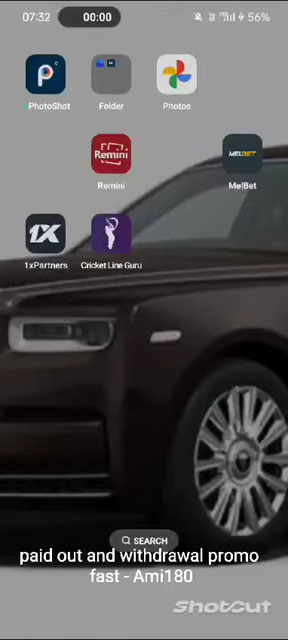 07:32 00:00 56%
PhotoShot Folder Photos
Remini MELBET
Remini MelBet
1X
1xPartners Cricket Line Guru
SEARCH
paid out and withdrawal promo
fast - Ami180
ShotCut